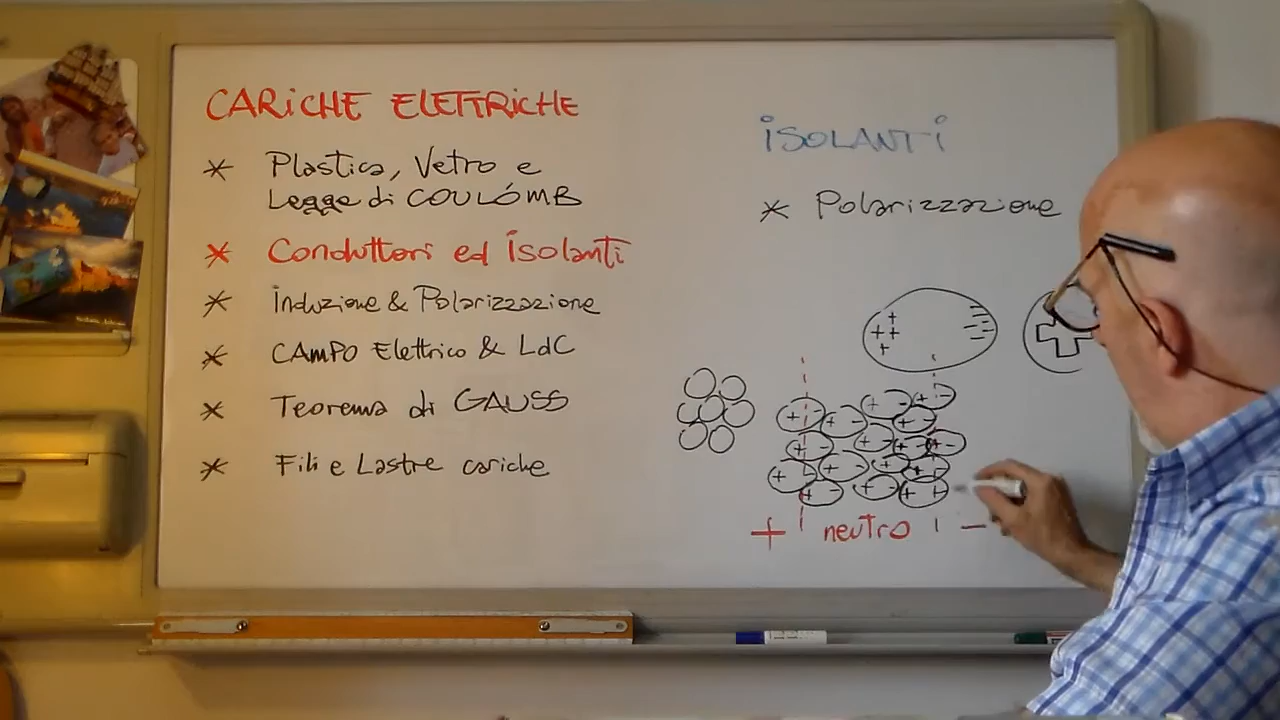 CARICHE ELETTRICHE
* Plastica, Vetro e
Legge di COULÓMB
* Conduttori ed isolanti
* induzione & Polarizzazione
* CAMPO Elettrico & LdC
* Teorema di GAUSS
* Fili e Lastre cariche
iSOLANTi
* Polarizzazione
+ neutro -